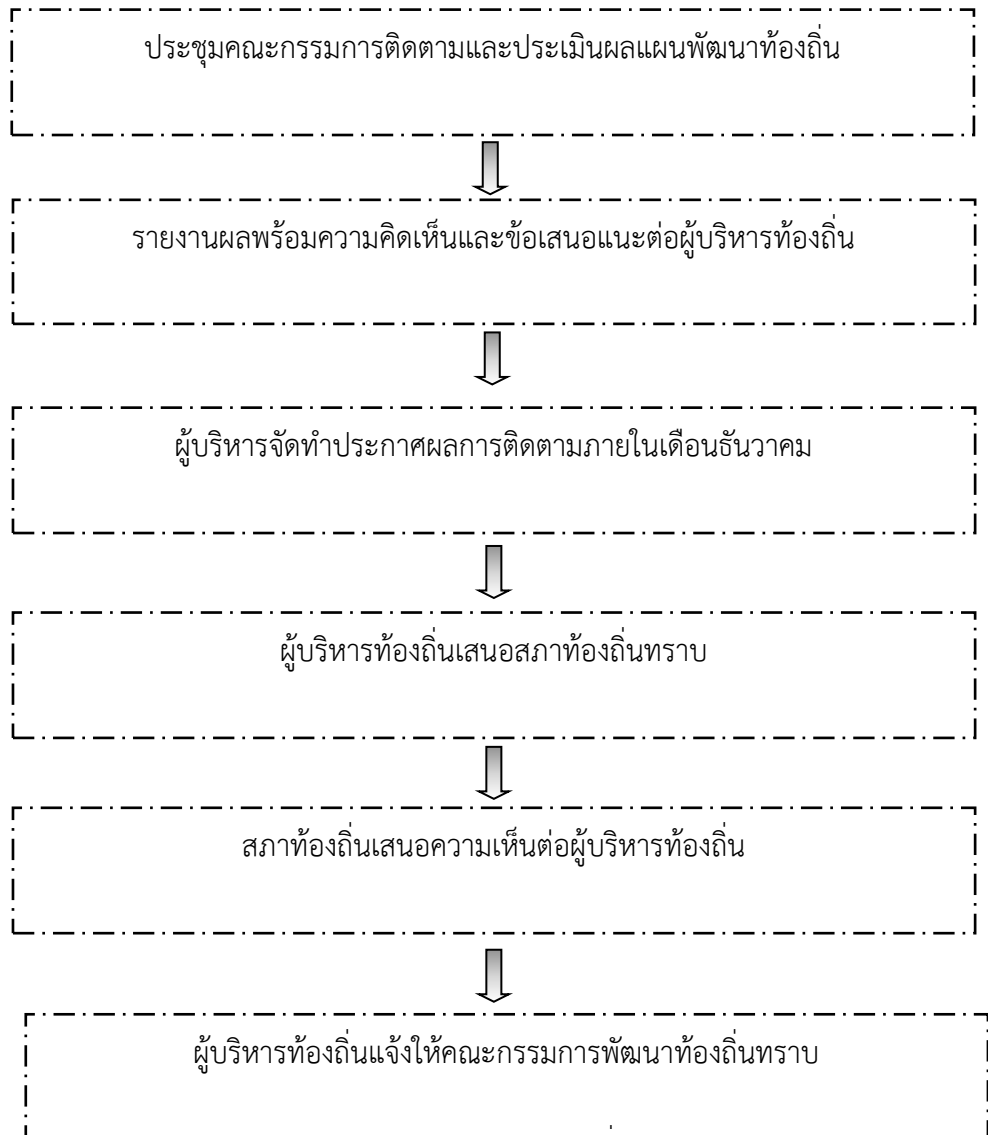 ประชุมคณะกรรมการติดตามและประเมินผลแผนพัฒนาท้องถิ่น
รายงานผลพร้อมความคิดเห็นและข้อเสนอแนะต่อผู้บริหารท้องถิ่น
ผู้บริหารจัดทำประกาศผลการติดตามภายในเดือนธันวาคม
ผู้บริหารท้องถิ่นเสนอสภาท้องถิ่นทราบ
สภาท้องถิ่นเสนอความเห็นต่อผู้บริหารท้องถิ่น
ผู้บริหารท้องถิ่นแจ้งให้คณะกรรมการพัฒนาท้องถิ่นทราบ